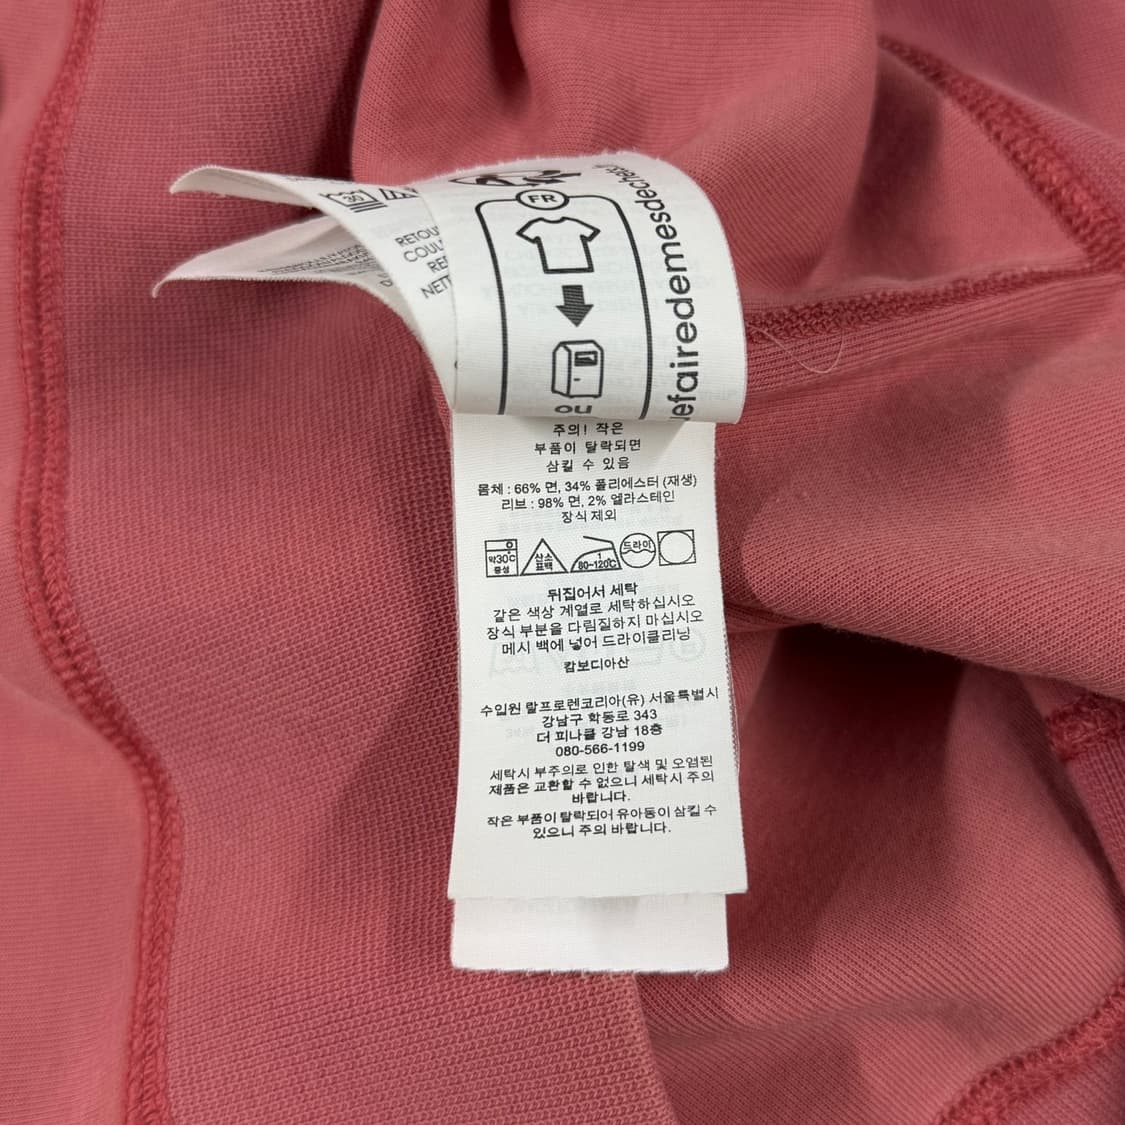 30
RETOU
COUL
RE
NETT
FR
OU
efairedemesdechets.fr
주의! 작은
부품이 탈락되면
삼킬 수 있음
몸체 : 66% 면, 34% 폴리에스터 (재생)
리브 : 98% 면, 2% 엘라스테인
장식 제외
약30℃
중성
산소
표백
1
80~120℃
드라이
뒤집어서 세탁
같은 색상 계열로 세탁하십시오
장식 부분을 다림질하지 마십시오
메시 백에 넣어 드라이클리닝
캄보디아산
수입원 랄프로렌코리아(유) 서울특별시
강남구 학동로 343
더 피나클 강남 18층
080-566-1199
세탁시 부주의로 인한 탈색 및 오염된
제품은 교환할 수 없으니 세탁시 주의
바랍니다.
작은 부품이 탈락되어 유아동이 삼킬 수
있으니 주의 바랍니다.